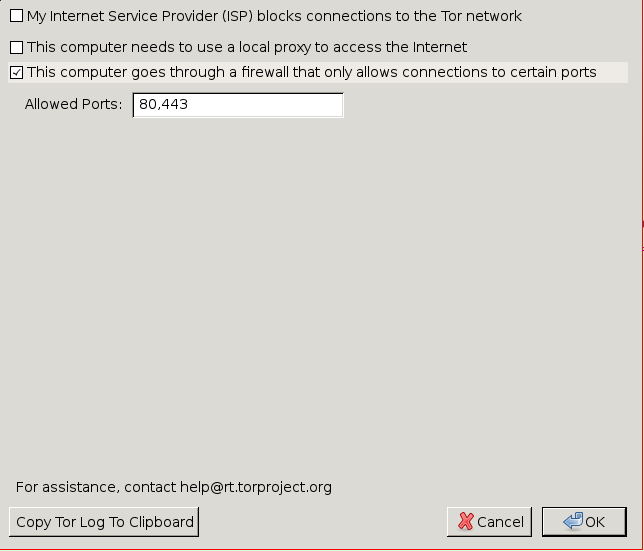 My Internet Service Provider (ISP) blocks connections to the Tor network
This computer needs to use a local proxy to access the Internet
This computer goes through a firewall that only allows connections to certain ports
Allowed Ports: 80,443
For assistance, contact help@rt.torproject.org
Copy Tor Log To Clipboard Cancel OK